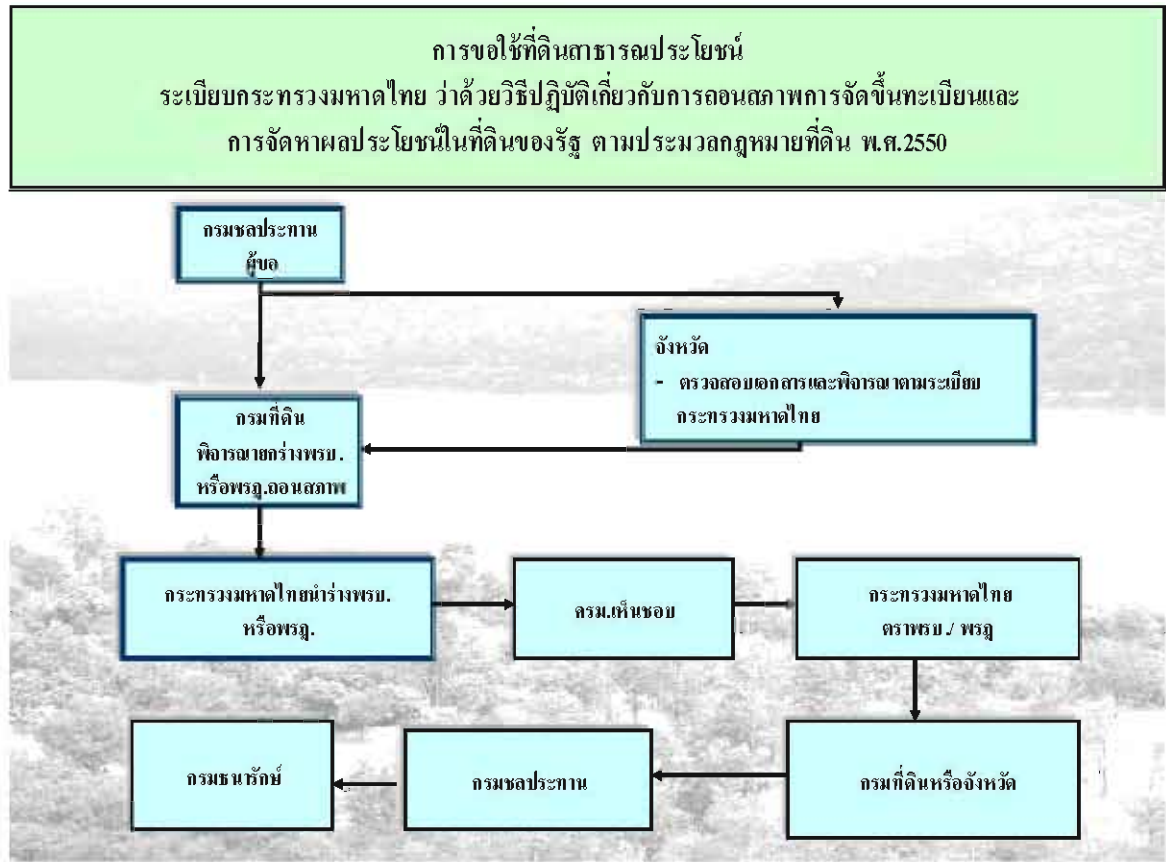 การขอใช้ที่ดินสาธารณประโยชน์
ระเบียบกระทรวงมหาดไทย ว่าด้วยวิธีปฏิบัติเกี่ยวกับการถอนสภาพการจัดขึ้นทะเบียนและ
การจัดหาผลประโยชน์ในที่ดินของรัฐ ตามประมวลกฎหมายที่ดิน พ.ศ.2550
กรมชลประทาน
ผู้ขอ
จังหวัด
- ตรวจสอบเอกสารและพิจารณาตามระเบียบ
กระทรวงมหาดไทย
กรมที่ดิน
พิจารณายกร่างพรบ.
หรือพรฎ.ถอนสภาพ
กระทรวงมหาดไทยนำร่างพรบ.
หรือพรฎ.
ครม.เห็นชอบ
กระทรวงมหาดไทย
ตราพรบ./ พรฎ
กรมธนารักษ์
กรมชลประทาน
กรมที่ดินหรือจังหวัด